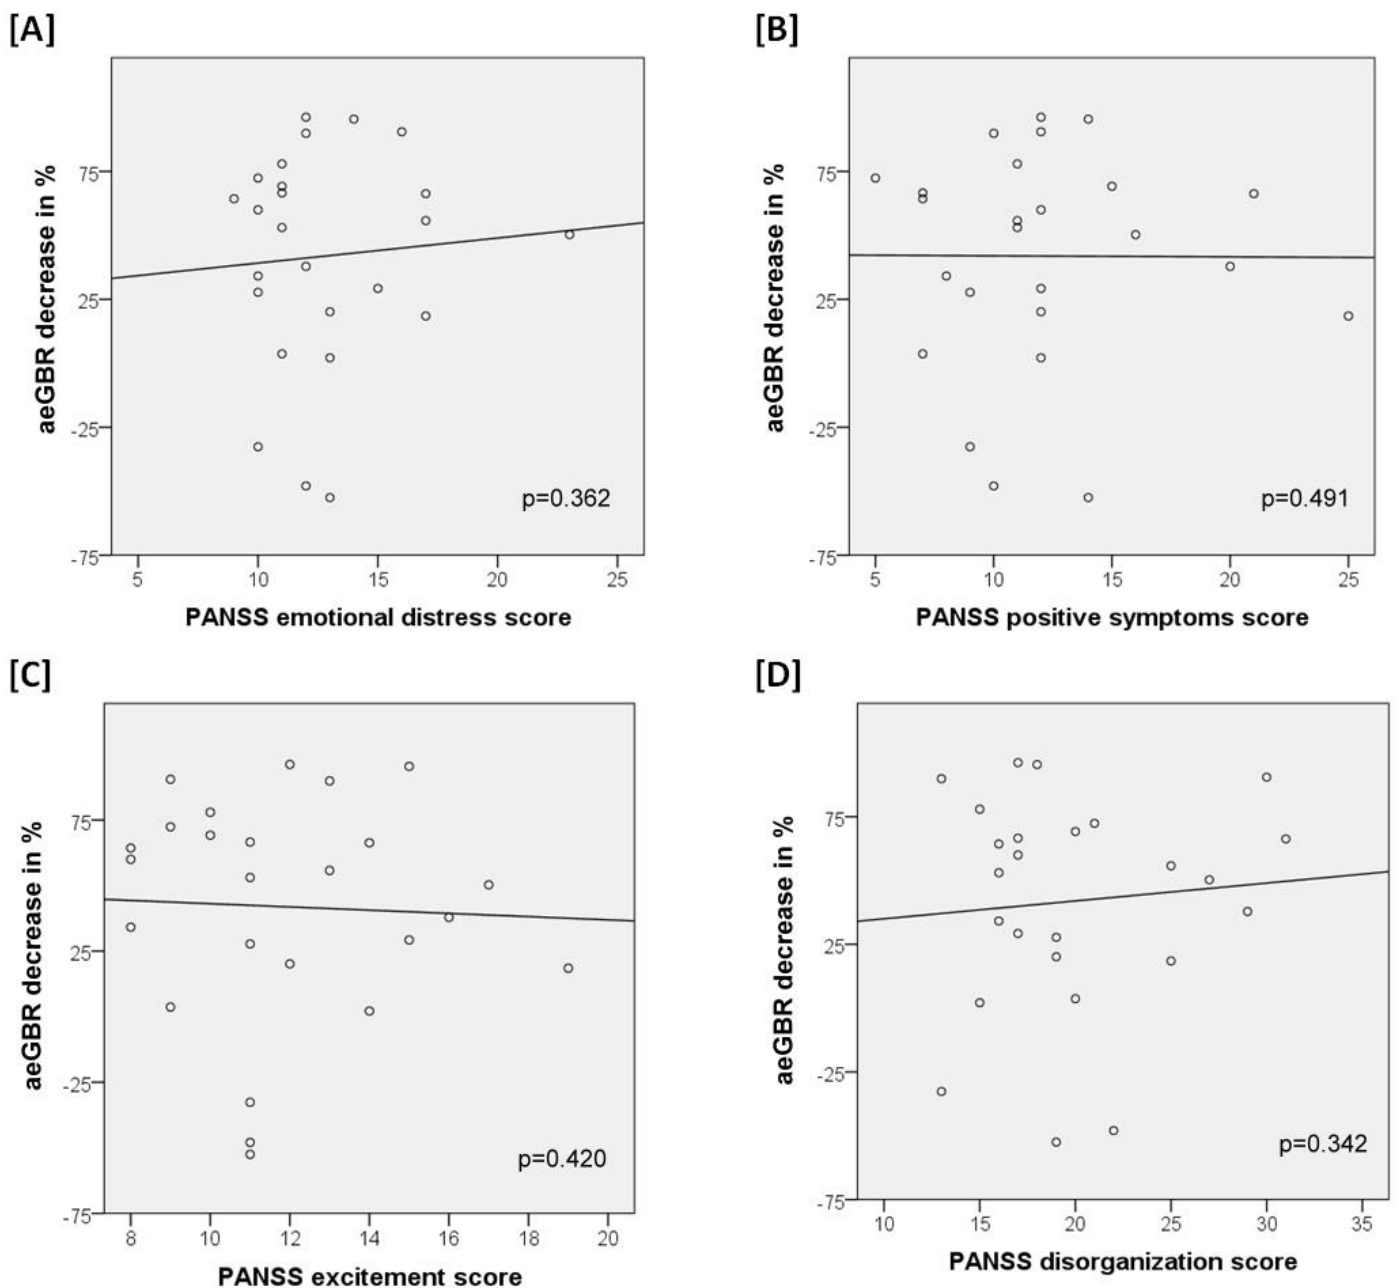 [A]
aeGBR decrease in %
75
25
-25
-75
p=0.362
5 10 15 20 25
PANSS emotional distress score
[B]
aeGBR decrease in %
75
25
-25
-75
p=0.491
5 10 15 20 25
PANSS positive symptoms score
[C]
aeGBR decrease in %
75
25
-25
-75
p=0.420
8 10 12 14 16 18 20
PANSS excitement score
[D]
aeGBR decrease in %
75
25
-25
-75
p=0.342
10 15 20 25 30 35
PANSS disorganization score